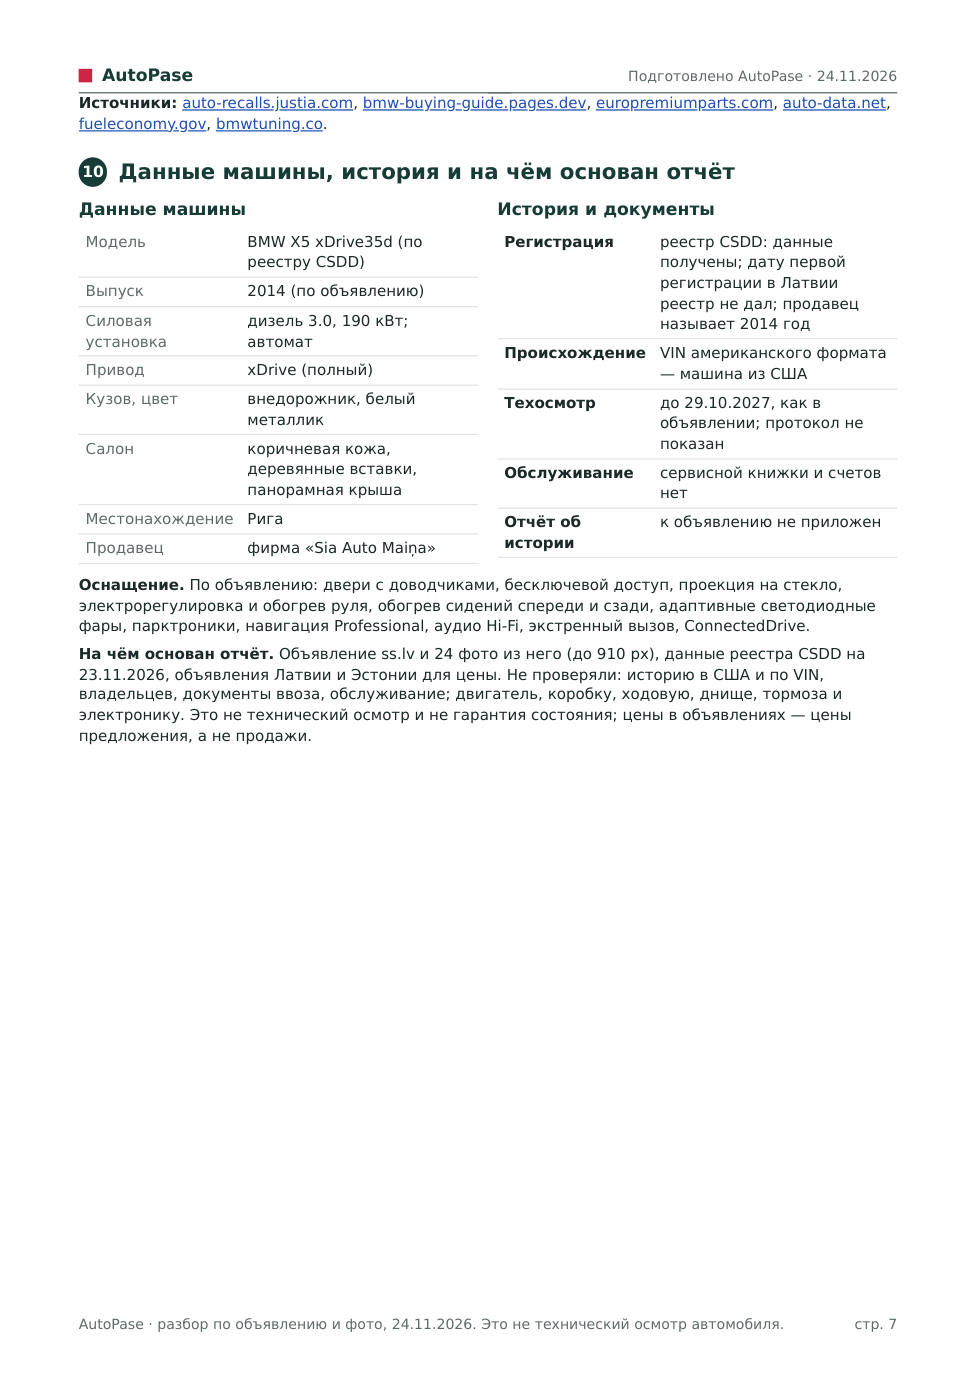 AutoPase
Подготовлено AutoPase · 24.11.2026
Источники: auto-recalls.justia.com, bmw-buying-guide.pages.dev, europremiumparts.com, auto-data.net,
fueleconomy.gov, bmwtuning.co.
10 Данные машины, история и на чём основан отчёт
Данные машины
Модель BMW X5 xDrive35d (по
реестру CSDD)
Выпуск 2014 (по объявлению)
Силовая дизель 3.0, 190 кВт;
установка автомат
Привод xDrive (полный)
Кузов, цвет внедорожник, белый
металлик
Салон коричневая кожа,
деревянные вставки,
панорамная крыша
Местонахождение Рига
Продавец фирма «Sia Auto Maiņa»
История и документы
Регистрация реестр CSDD: данные
получены; дату первой
регистрации в Латвии
реестр не дал; продавец
называет 2014 год
Происхождение VIN американского формата
— машина из США
Техосмотр до 29.10.2027, как в
объявлении; протокол не
показан
Обслуживание сервисной книжки и счетов
нет
Отчёт об к объявлению не приложен
истории
Оснащение. По объявлению: двери с доводчиками, бесключевой доступ, проекция на стекло,
электрорегулировка и обогрев руля, обогрев сидений спереди и сзади, адаптивные светодиодные
фары, парктроники, навигация Professional, аудио Hi-Fi, экстренный вызов, ConnectedDrive.
На чём основан отчёт. Объявление ss.lv и 24 фото из него (до 910 px), данные реестра CSDD на
23.11.2026, объявления Латвии и Эстонии для цены. Не проверяли: историю в США и по VIN,
владельцев, документы ввоза, обслуживание; двигатель, коробку, ходовую, днище, тормоза и
электронику. Это не технический осмотр и не гарантия состояния; цены в объявлениях — цены
предложения, а не продажи.
AutoPase · разбор по объявлению и фото, 24.11.2026. Это не технический осмотр автомобиля.
стр. 7